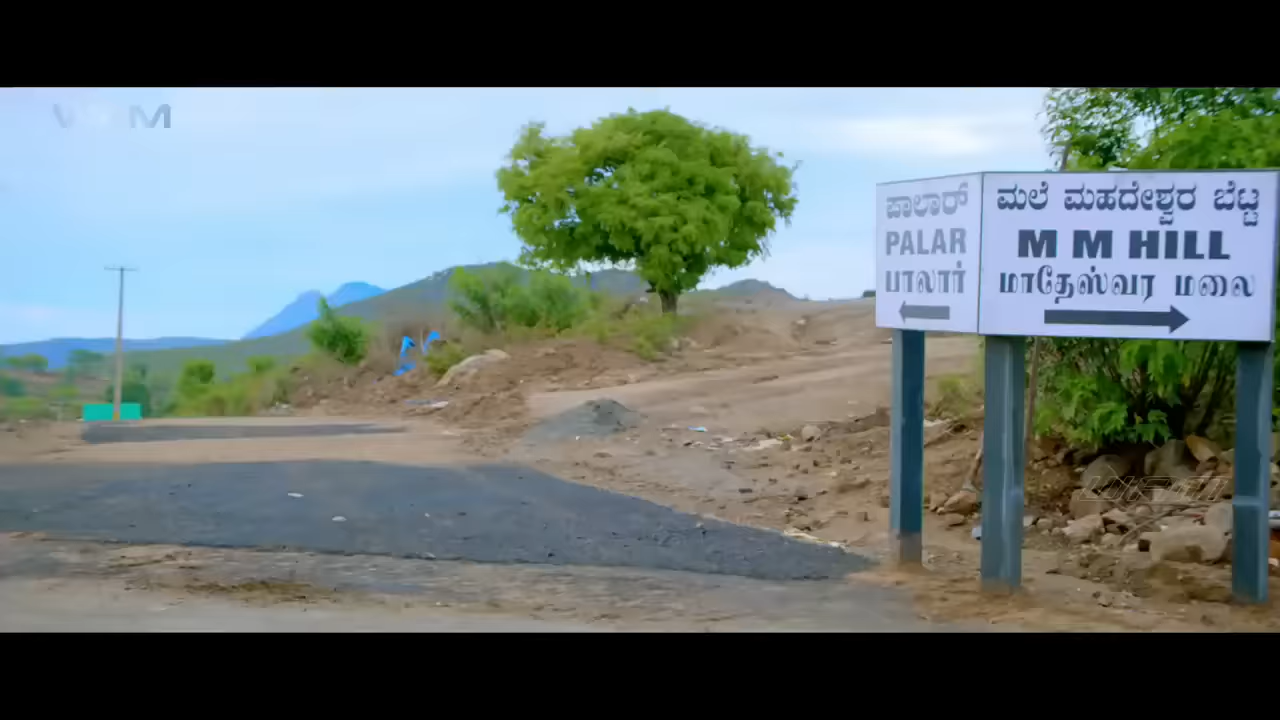 ಪಾಲಾರ್
PALAR
பாலார்
ಮಲೆ ಮಹದೇಶ್ವರ ಬೆಟ್ಟ
M M HILL
மாதேஸ்வர மலை